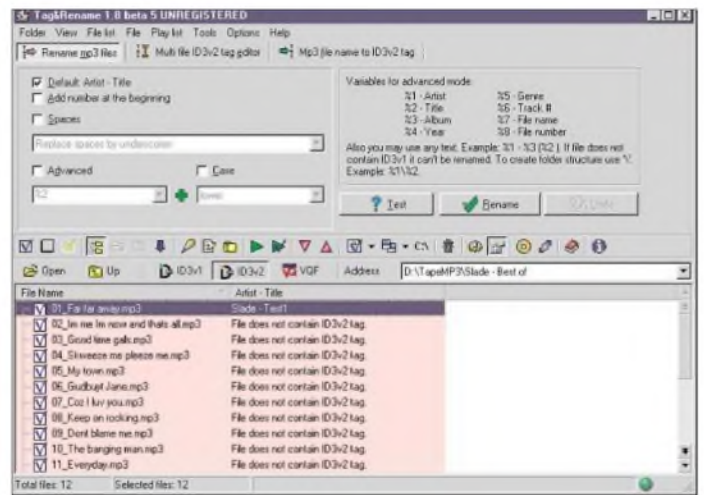 Tag&Rename 1.8 beta 5 UNREGISTERED
Folder View File list File Play list Tools Options Help
Rename mp3 files Multi file ID3v2 tag editor Mp3 file name to ID3v2 tag
Default: Artist - Title
Add number at the beginning
Spaces
Replace spaces by underscores
Advanced Case
%2 lower
Variables for advanced mode:
%1 - Artist %5 - Genre
%2 - Title %6 - Track #
%3 - Album %7 - File name
%4 - Year %8 - File number
Also you may use any text. Example: %1 - %3 (%2 ). If file does not
contain ID3v1 it can't be renamed. To create folder structure use '\'.
Example: %1\%2.
Test Rename Undo
Open Up ID3v1 ID3v2 VQF Address D:\TapeMP3\Slade - Best of
File Name Artist - Title
01_Far far away.mp3 Slade - Test1
02_Im me Im now and thats all.mp3 File does not contain ID3v2 tag.
03_Good time gals.mp3 File does not contain ID3v2 tag.
04_Skweeze me pleeze me.mp3 File does not contain ID3v2 tag.
05_My town.mp3 File does not contain ID3v2 tag.
06_Gudbuyt Jane.mp3 File does not contain ID3v2 tag.
07_Coz I luv you.mp3 File does not contain ID3v2 tag.
08_Keep on rocking.mp3 File does not contain ID3v2 tag.
09_Dont blame me.mp3 File does not contain ID3v2 tag.
10_The banging man.mp3 File does not contain ID3v2 tag.
11_Everyday.mp3 File does not contain ID3v2 tag.
Total files: 12 Selected files: 12